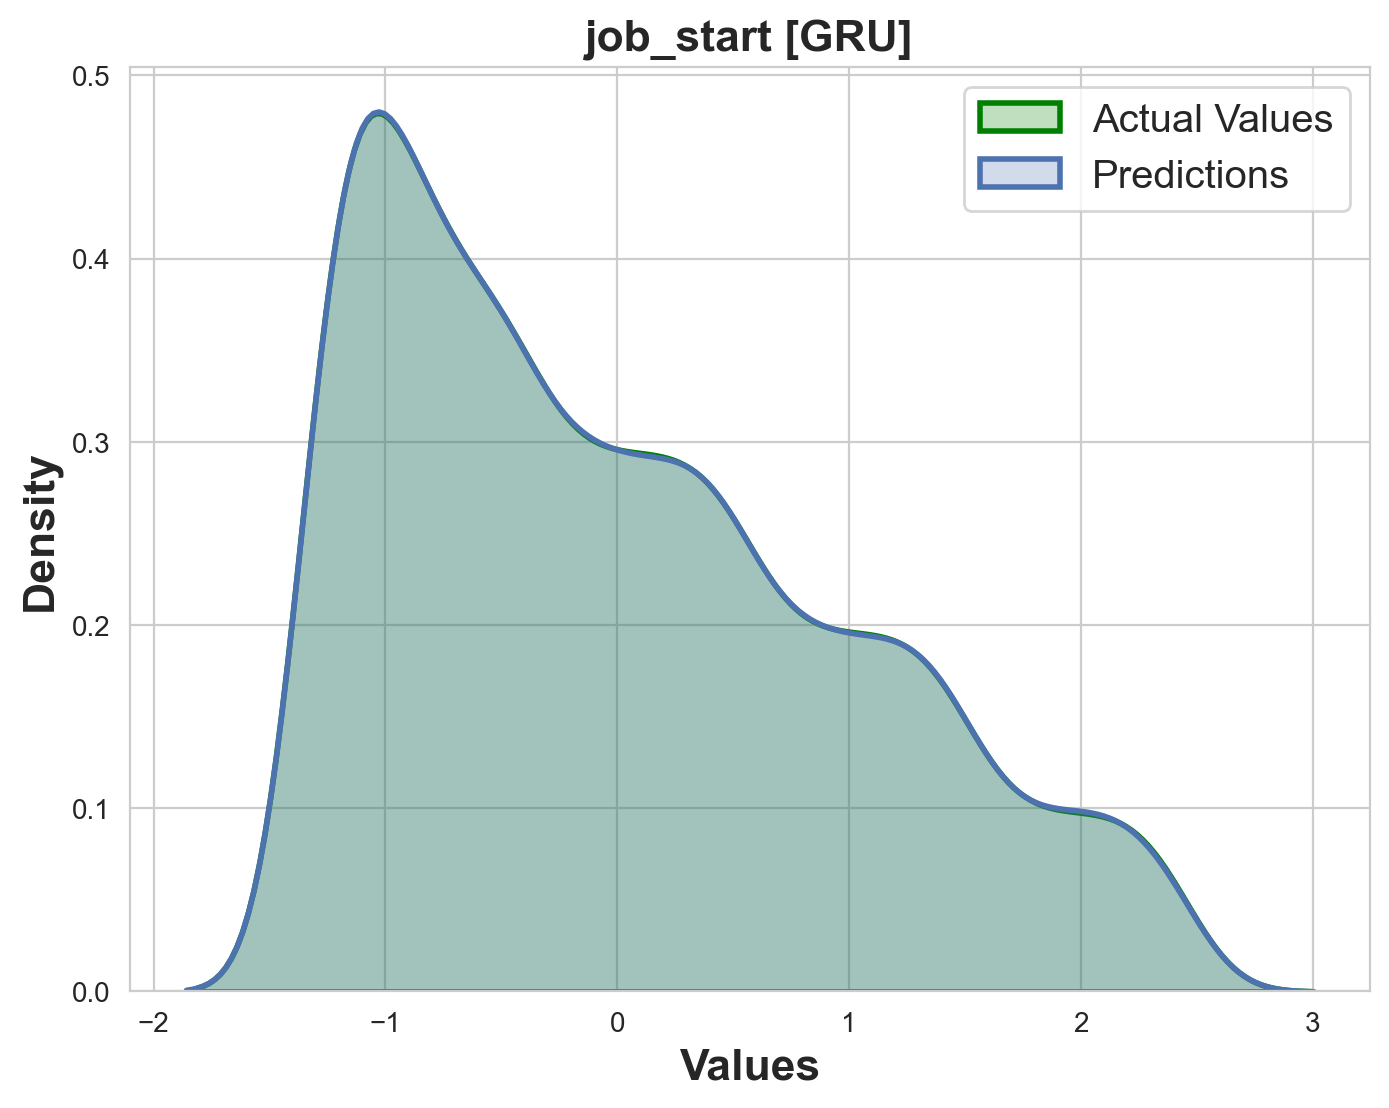 job_start [GRU]
Actual Values
Predictions
Density
0.5
0.4
0.3
0.2
0.1
0.0
−2 −1 0 1 2 3
Values